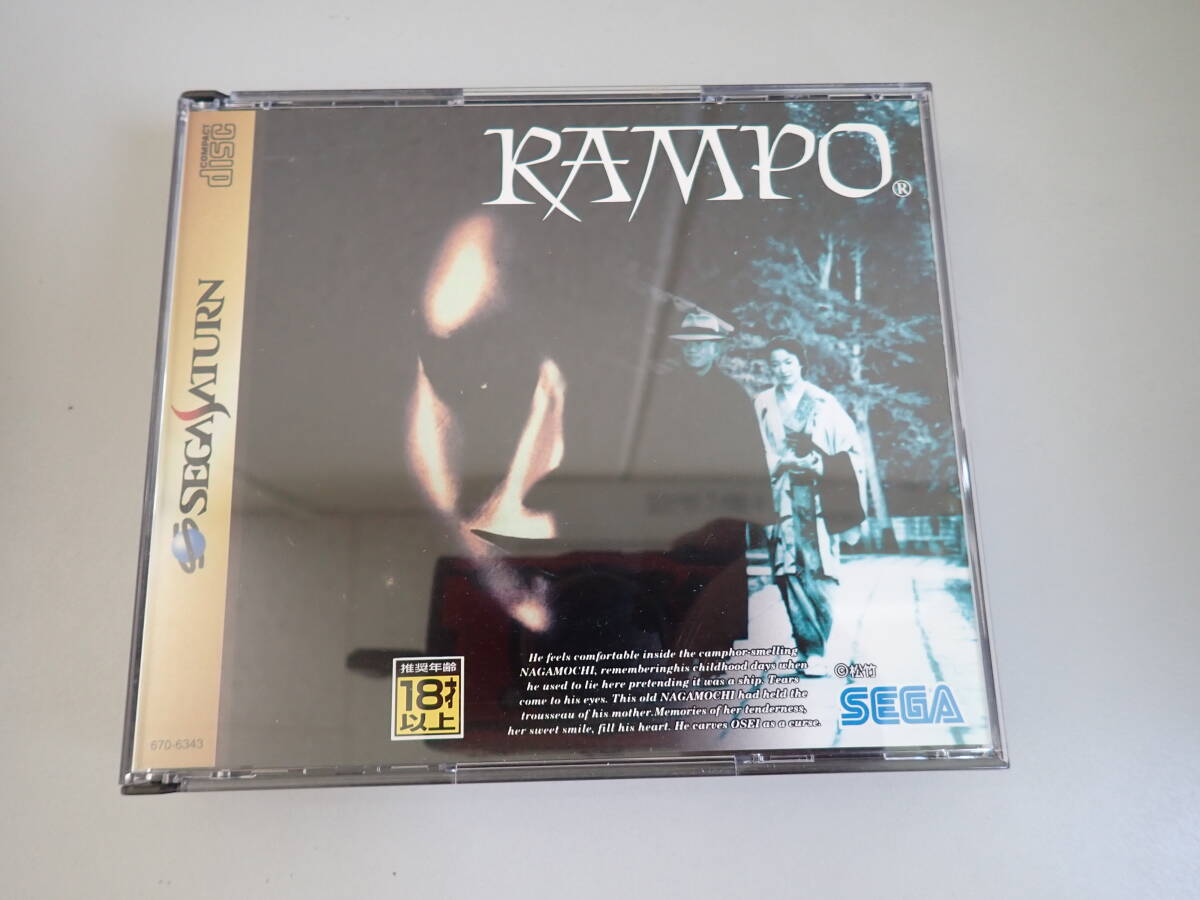 COMPACT
disc
SEGA SATURN
670-6343
RAMPO®
推奨年齢
18才
以上
He feels comfortable inside the camphor-smelling
NAGAMOCHI, rememberinghis childhood days when
he used to lie here pretending it was a ship. Tears
come to his eyes. This old NAGAMOCHI had held the
trousseau of his mother.Memories of her tenderness,
her sweet smile, fill his heart. He carves OSEI as a curse.
©松竹
SEGA